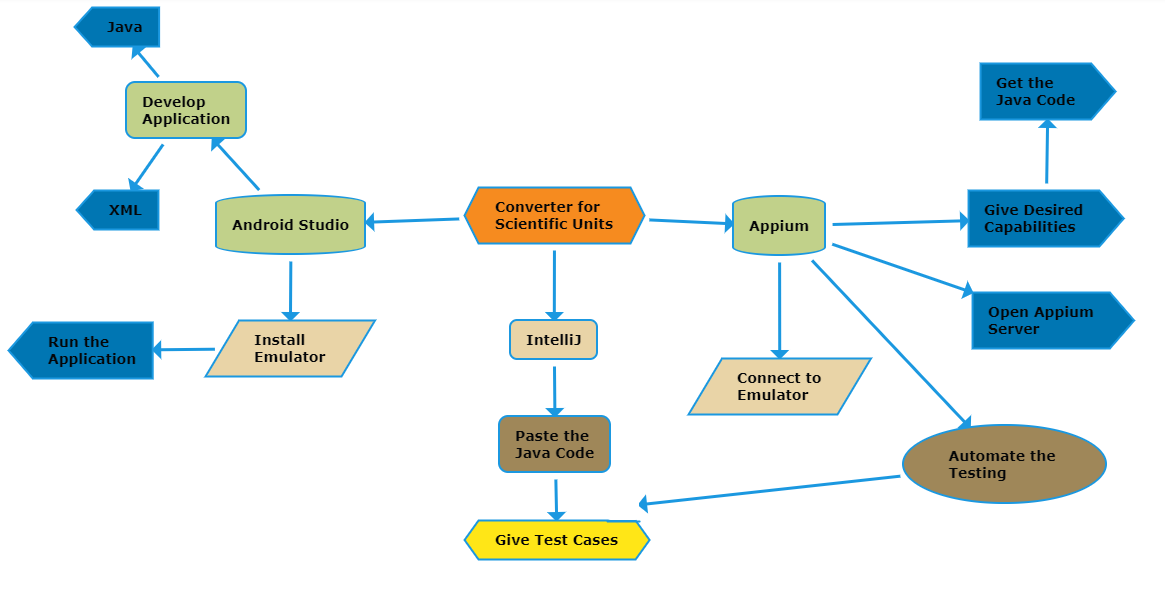 Java
Develop
Application
XML
Android Studio
Install
Emulator
Run the
Application
Converter for
Scientific Units
IntelliJ
Paste the
Java Code
Give Test Cases
Appium
Connect to
Emulator
Get the
Java Code
Give Desired
Capabilities
Open Appium
Server
Automate the
Testing